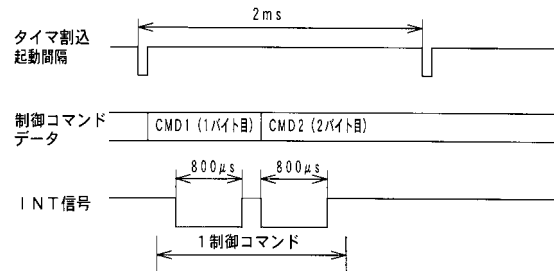 2ms
タイマ割込
起動間隔
制御コマンド
データ
CMD1 (1バイト目)
CMD2 (2バイト目)
800μs
800μs
INT信号
1制御コマンド